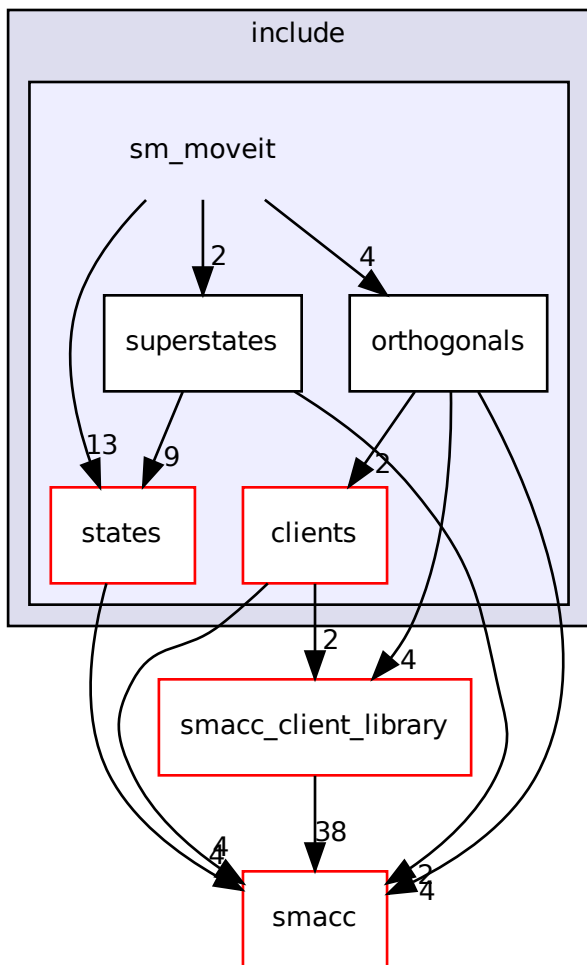 include
sm_moveit
2
4
superstates
orthogonals
13
9
2
states
clients
2
4
smacc_client_library
38
4
4
2
4
smacc